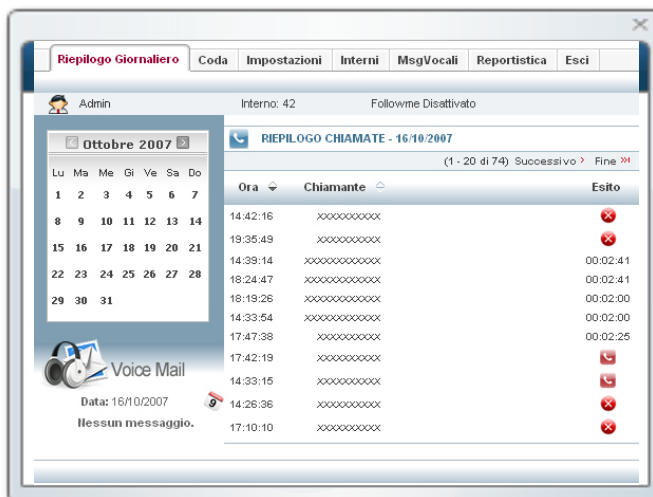 Riepilogo Giornaliero Coda Impostazioni Interni MsgVocali Reportistica Esci
Admin Interno: 42 Followme Disattivato
Ottobre 2007
Lu Ma Me Gi Ve Sa Do
1 2 3 4 5 6 7
8 9 10 11 12 13 14
15 16 17 18 19 20 21
22 23 24 25 26 27 28
29 30 31
Voice Mail
Data: 16/10/2007
9
Nessun messaggio.
RIEPILOGO CHIAMATE - 16/10/2007
(1 - 20 di 74) Successivo Fine
Ora Chiamante Esito
14:42:16 xxxxxxxxxx
19:35:49 xxxxxxxxxx
14:39:14 xxxxxxxxxxxx 00:02:41
18:24:47 xxxxxxxxxxxx 00:02:41
18:19:26 xxxxxxxxxxxx 00:02:00
14:33:54 xxxxxxxxxxxx 00:02:00
17:47:38 xxxxxxxxxx 00:02:25
17:42:19 xxxxxxxxxx
14:33:15 xxxxxxxxxx
14:26:36 xxxxxxxxxx
17:10:10 xxxxxxxxxx